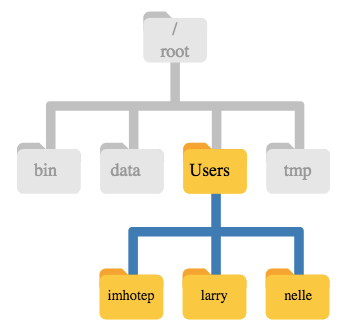 /
root
bin
data
Users
tmp
imhotep
larry
nelle